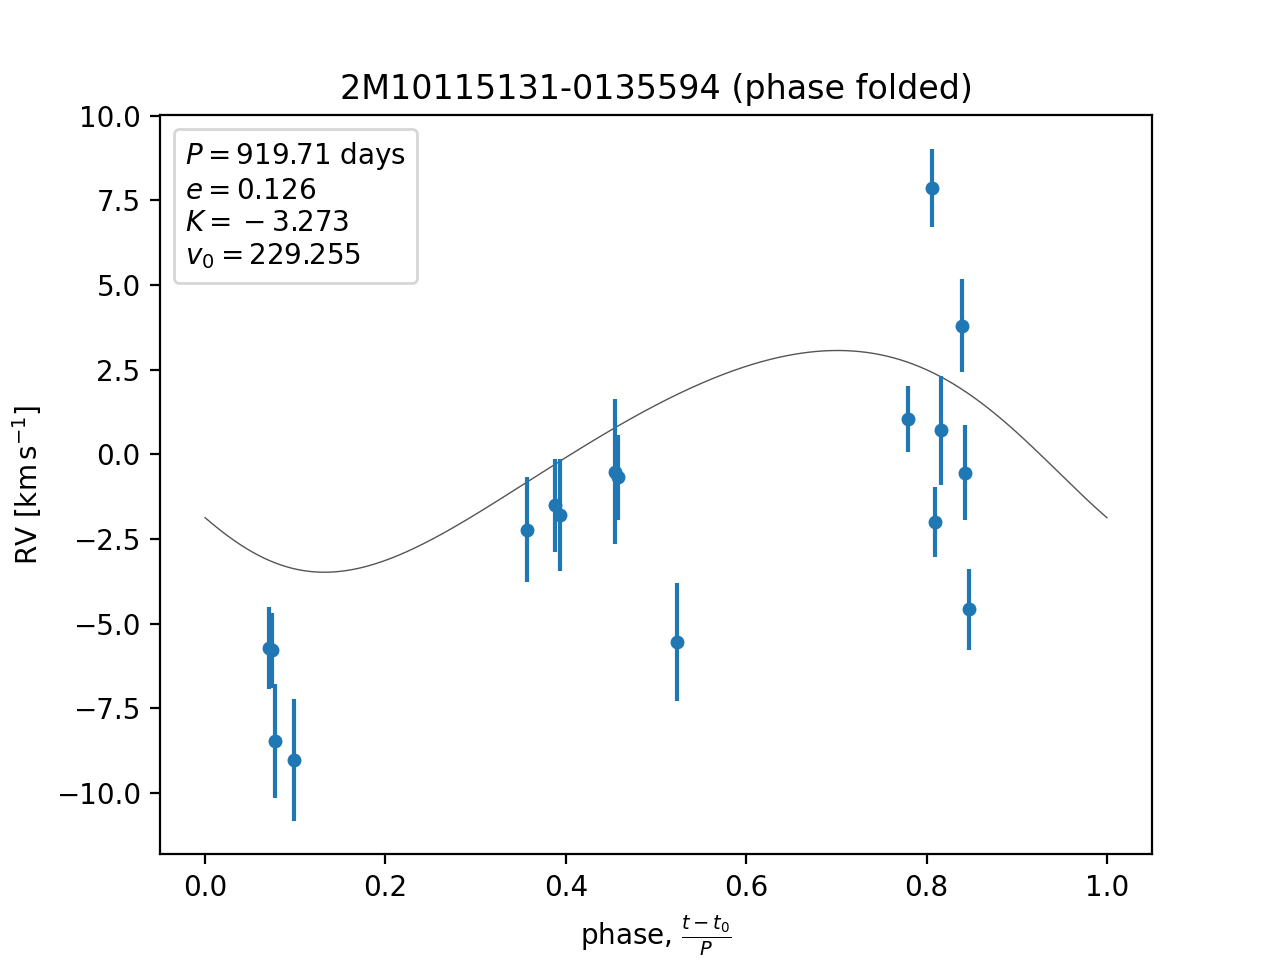 2M10115131-0135594 (phase folded)
P = 919.71 days
e = 0.126
K = − 3.273
v₀ = 229.255
10.0
7.5
5.0
2.5
0.0
−2.5
−5.0
−7.5
−10.0
RV [km s⁻¹]
0.0 0.2 0.4 0.6 0.8 1.0
phase, (t − t₀)/P